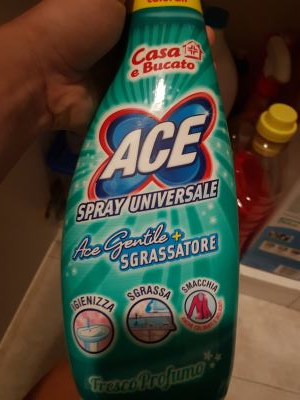 Casa
e Bucato
ACE
SPRAY UNIVERSALE
Ace Gentile +
SGRASSATORE
IGIENIZZA
SGRASSA
SMACCHIA
Fresco Profumo